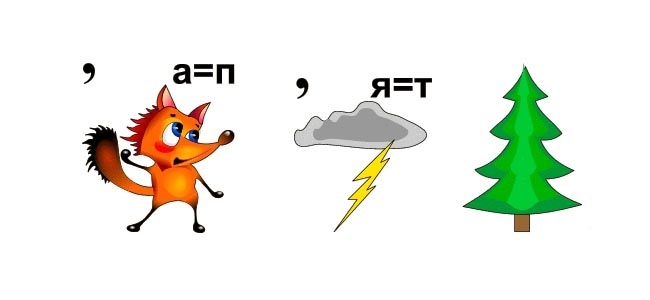 , а=п , я=т